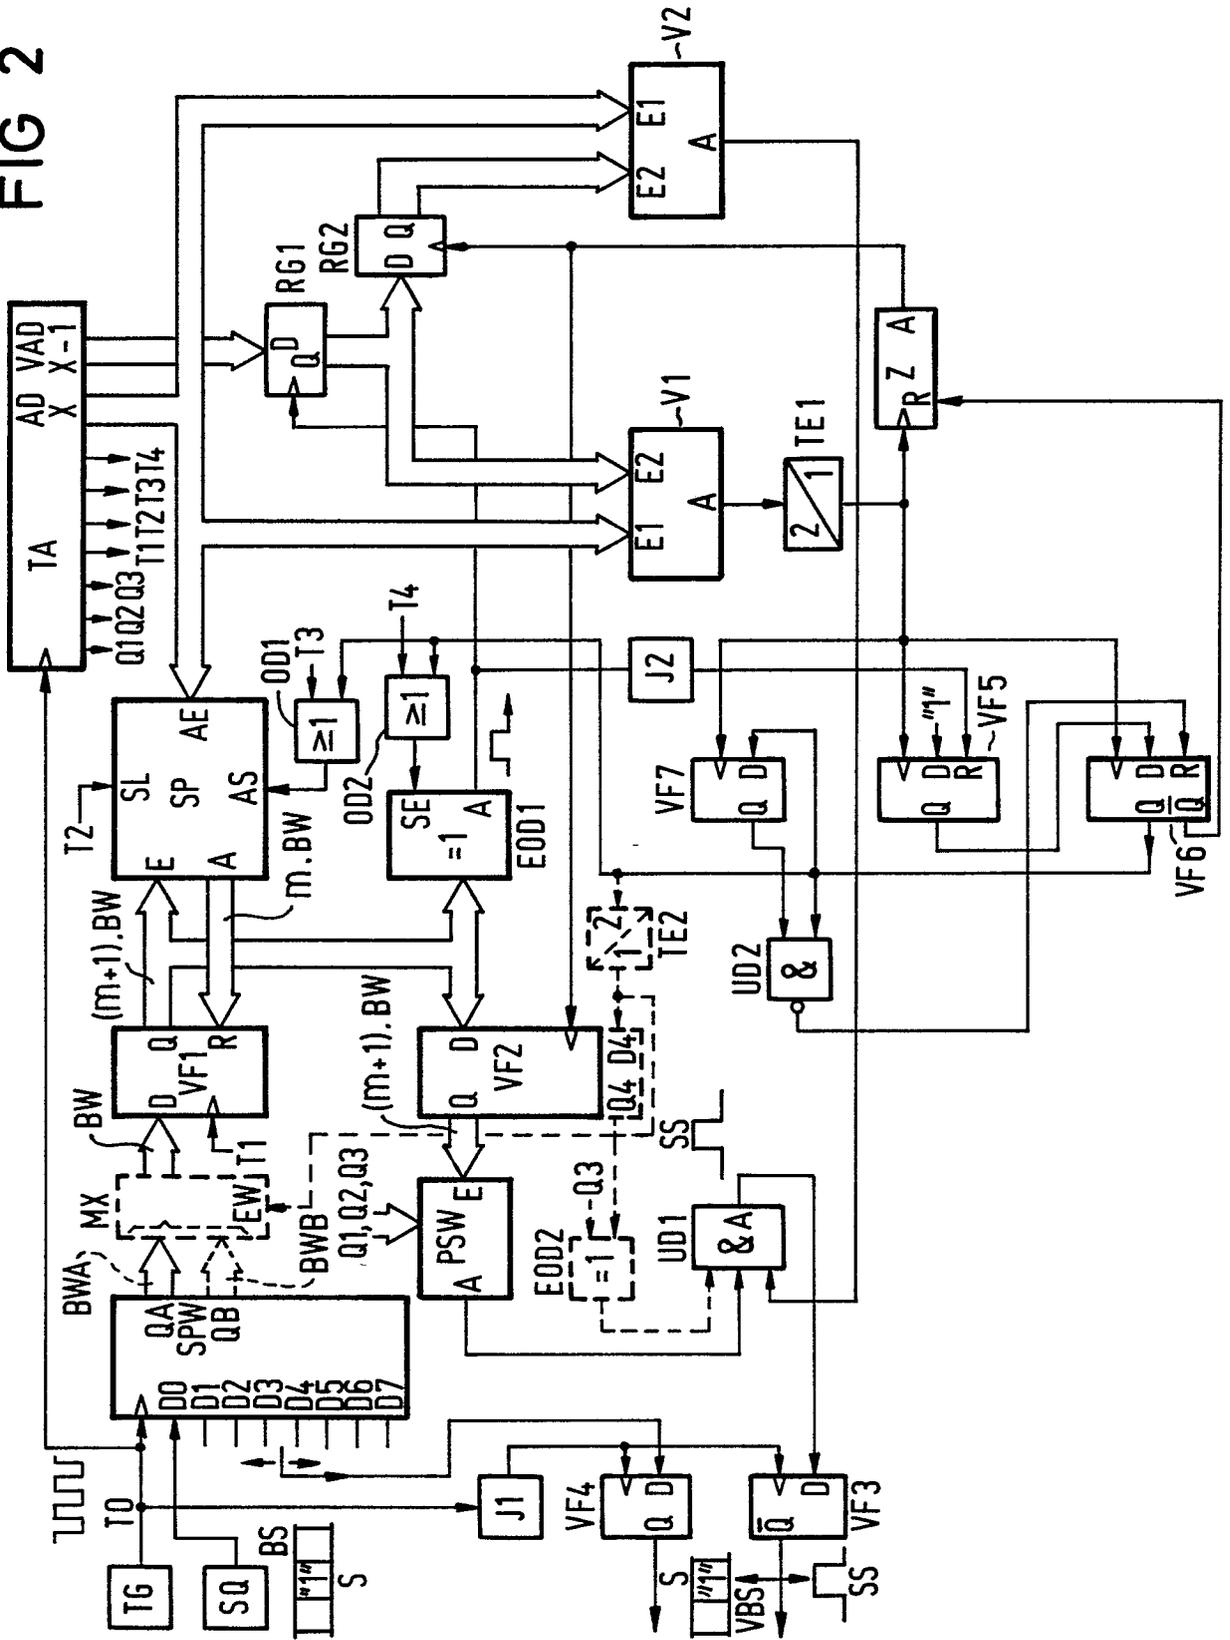 FIG 2
TA
AD
X
VAD
X-1
Q1 Q2 Q3
T1 T2 T3 T4
T2
SL
SP
AE
E
A
AS
(m+1).BW
m.BW
BW
MX
EW
D
Q
VF1
R
T1
BWA
BWB
QA
SPW
QB
D0
D1
D2
D3
D4
D5
D6
D7
T0
TG
SQ
BS
"1"
S
J1
OD1
T3
≥1
OD2
T4
≥1
SE
=1
A
EOD1
RG1
D
Q
RG2
D
Q
E1
E2
A
V1
E2
E1
A
V2
TE1
2
1
R
Z
A
J2
VF7
Q
D
Q
"1"
D
R
VF5
Q
Q
D
R
VF6
UD2
&
2
1
TE2
(m+1).BW
Q
D
VF2
Q4
D4
Q1,Q2,Q3
PSW
E
A
EOD2
=1
Q3
SS
UD1
&
A
VF4
Q
D
Q
D
VF3
S
"1"
VBS
SS